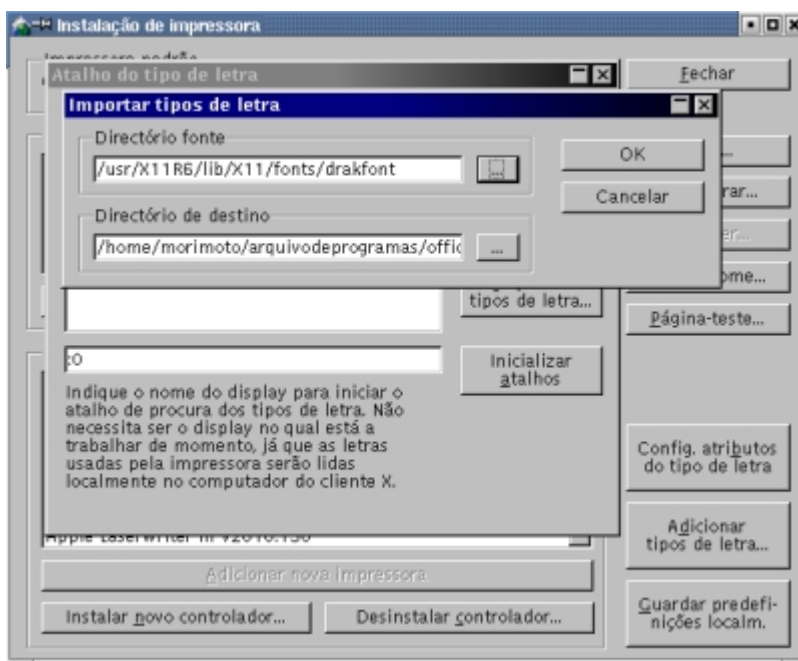 Instalação de impressora
Impressora padrão
Atalho do tipo de letra
Fechar
Importar tipos de letra
Directório fonte
/usr/X11R6/lib/X11/fonts/drakfont
...
OK
...
Cancelar
rar...
Directório de destino
er...
/home/morimoto/arquivodeprogramas/offic
...
ome...
tipos de letra...
Página-teste...
:0
Inicializar
atalhos
Indique o nome do display para iniciar o
atalho de procura dos tipos de letra. Não
necessita ser o display no qual está a
trabalhar de momento, já que as letras
usadas pela impressora serão lidas
localmente no computador do cliente X.
Config. atributos
do tipo de letra
Adicionar
tipos de letra...
Apple LaserWriter
Adicionar nova impressora
Instalar novo controlador...
Desinstalar controlador...
Guardar predefi-
nições localm.